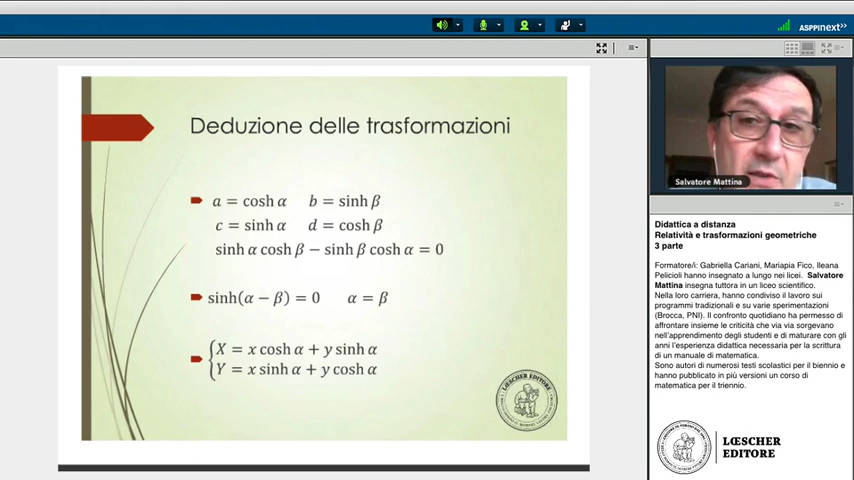 ASPPInext>>
Deduzione delle trasformazioni
a = cosh α b = sinh β
c = sinh α d = cosh β
sinh α cosh β − sinh β cosh α = 0
sinh(α − β) = 0 α = β
X = x cosh α + y sinh α
Y = x sinh α + y cosh α
Salvatore Mattina
Didattica a distanza
Relatività e trasformazioni geometriche
3 parte
Formatore/i: Gabriella Cariani, Mariapia Fico, Ileana
Pelicioli hanno insegnato a lungo nei licei. Salvatore
Mattina insegna tuttora in un liceo scientifico.
Nella loro carriera, hanno condiviso il lavoro sui
programmi tradizionali e su varie sperimentazioni
(Brocca, PNI). Il confronto quotidiano ha permesso di
affrontare insieme le criticità che via via sorgevano
nell'apprendimento degli studenti e di maturare con gli
anni l'esperienza didattica necessaria per la scrittura
di un manuale di matematica.
Sono autori di numerosi testi scolastici per il biennio e
hanno pubblicato in più versioni un corso di
matematica per il triennio.
LŒSCHER
EDITORE